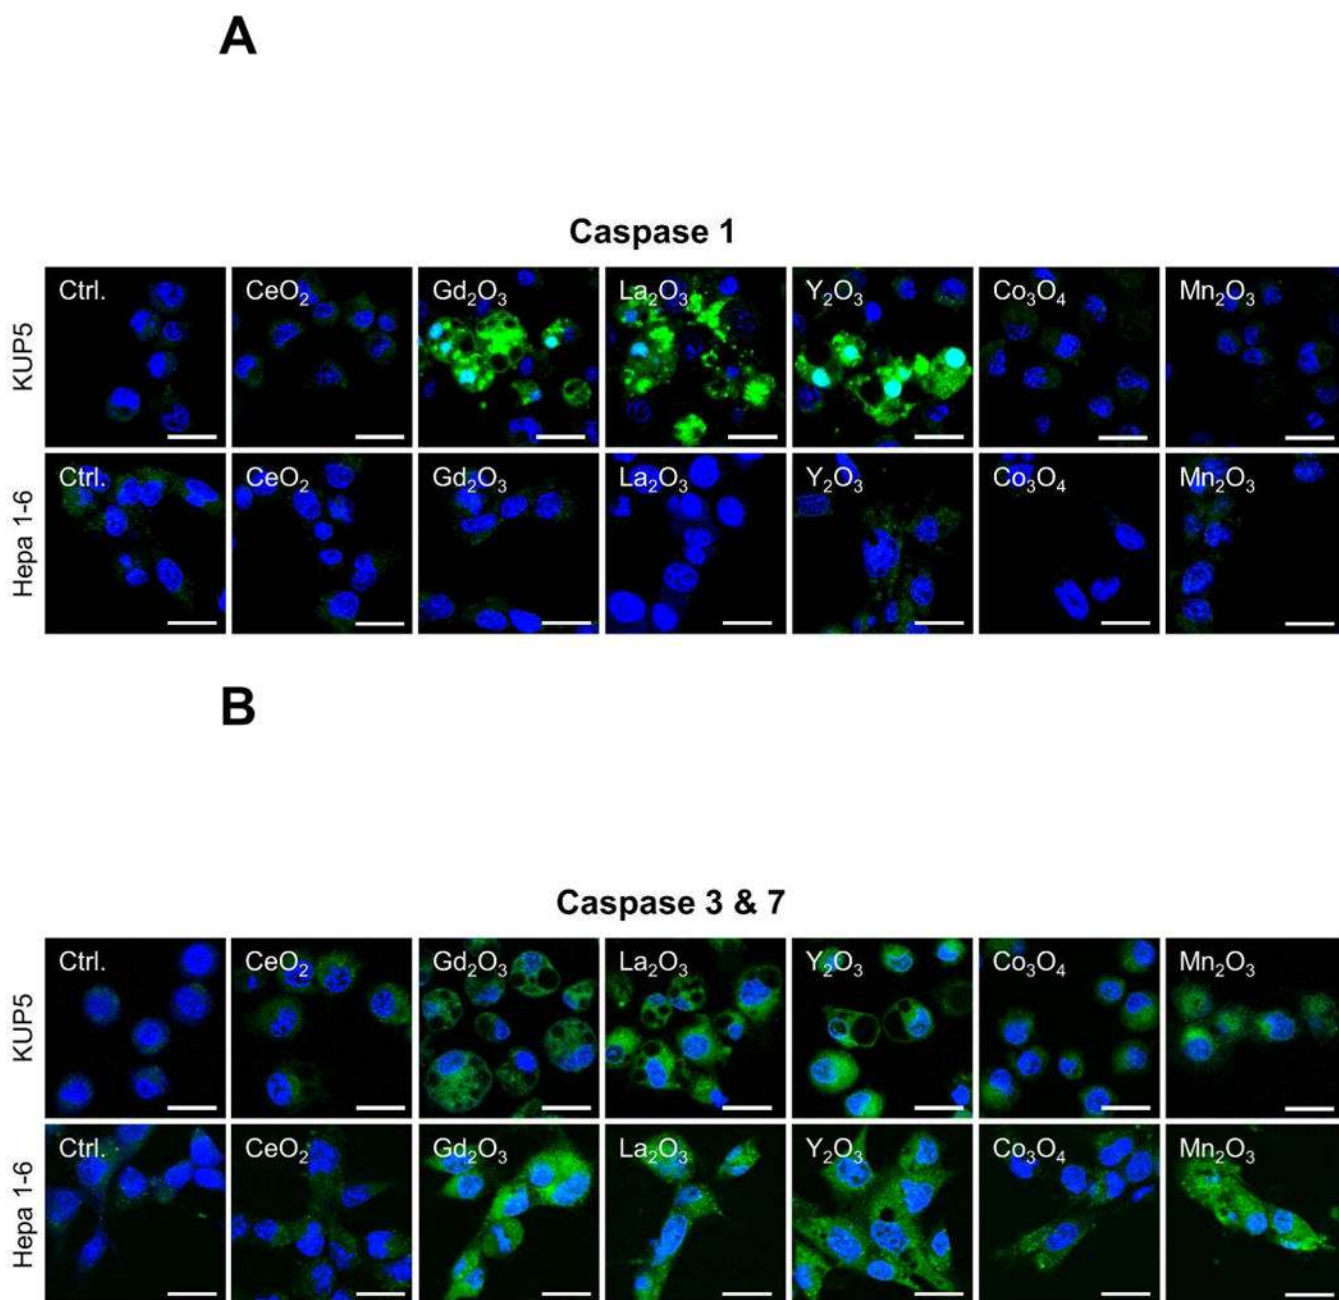 A
Caspase 1
KUP5
Ctrl. CeO₂ Gd₂O₃ La₂O₃ Y₂O₃ Co₃O₄ Mn₂O₃
Hepa 1-6
Ctrl. CeO₂ Gd₂O₃ La₂O₃ Y₂O₃ Co₃O₄ Mn₂O₃
B
Caspase 3 & 7
KUP5
Ctrl. CeO₂ Gd₂O₃ La₂O₃ Y₂O₃ Co₃O₄ Mn₂O₃
Hepa 1-6
Ctrl. CeO₂ Gd₂O₃ La₂O₃ Y₂O₃ Co₃O₄ Mn₂O₃